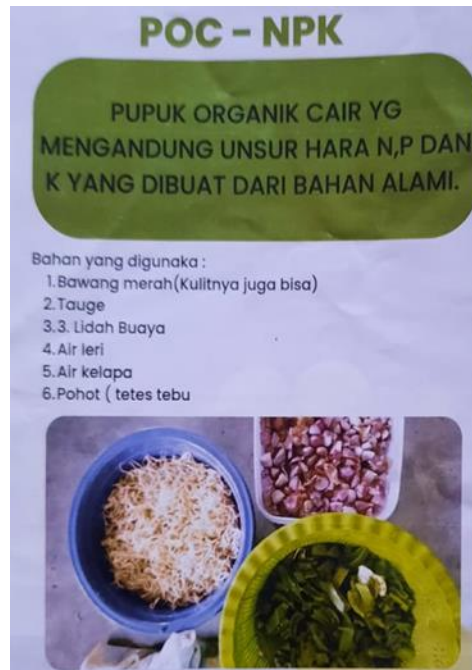 POC - NPK
PUPUK ORGANIK CAIR YG
MENGANDUNG UNSUR HARA N,P DAN
K YANG DIBUAT DARI BAHAN ALAMI.
Bahan yang digunaka :
1. Bawang merah(Kulitnya juga bisa)
2. Tauge
3. 3. Lidah Buaya
4. Air leri
5. Air kelapa
6. Pohot ( tetes tebu